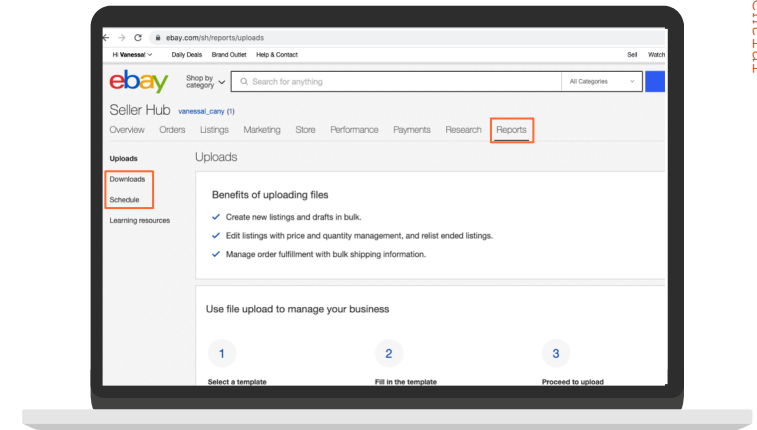 ebay.com/sh/reports/uploads
Hi Vanessa! Daily Deals Brand Outlet Help & Contact Sell Watch
ebay Shop by category Search for anything All Categories
Seller Hub vanessal_cany (1)
Overview Orders Listings Marketing Store Performance Payments Research Reports
Uploads
Downloads
Schedule
Learning resources
Uploads
Benefits of uploading files
Create new listings and drafts in bulk.
Edit listings with price and quantity management, and relist ended listings.
Manage order fulfillment with bulk shipping information.
Use file upload to manage your business
1 2 3
Select a template Fill in the template Proceed to upload